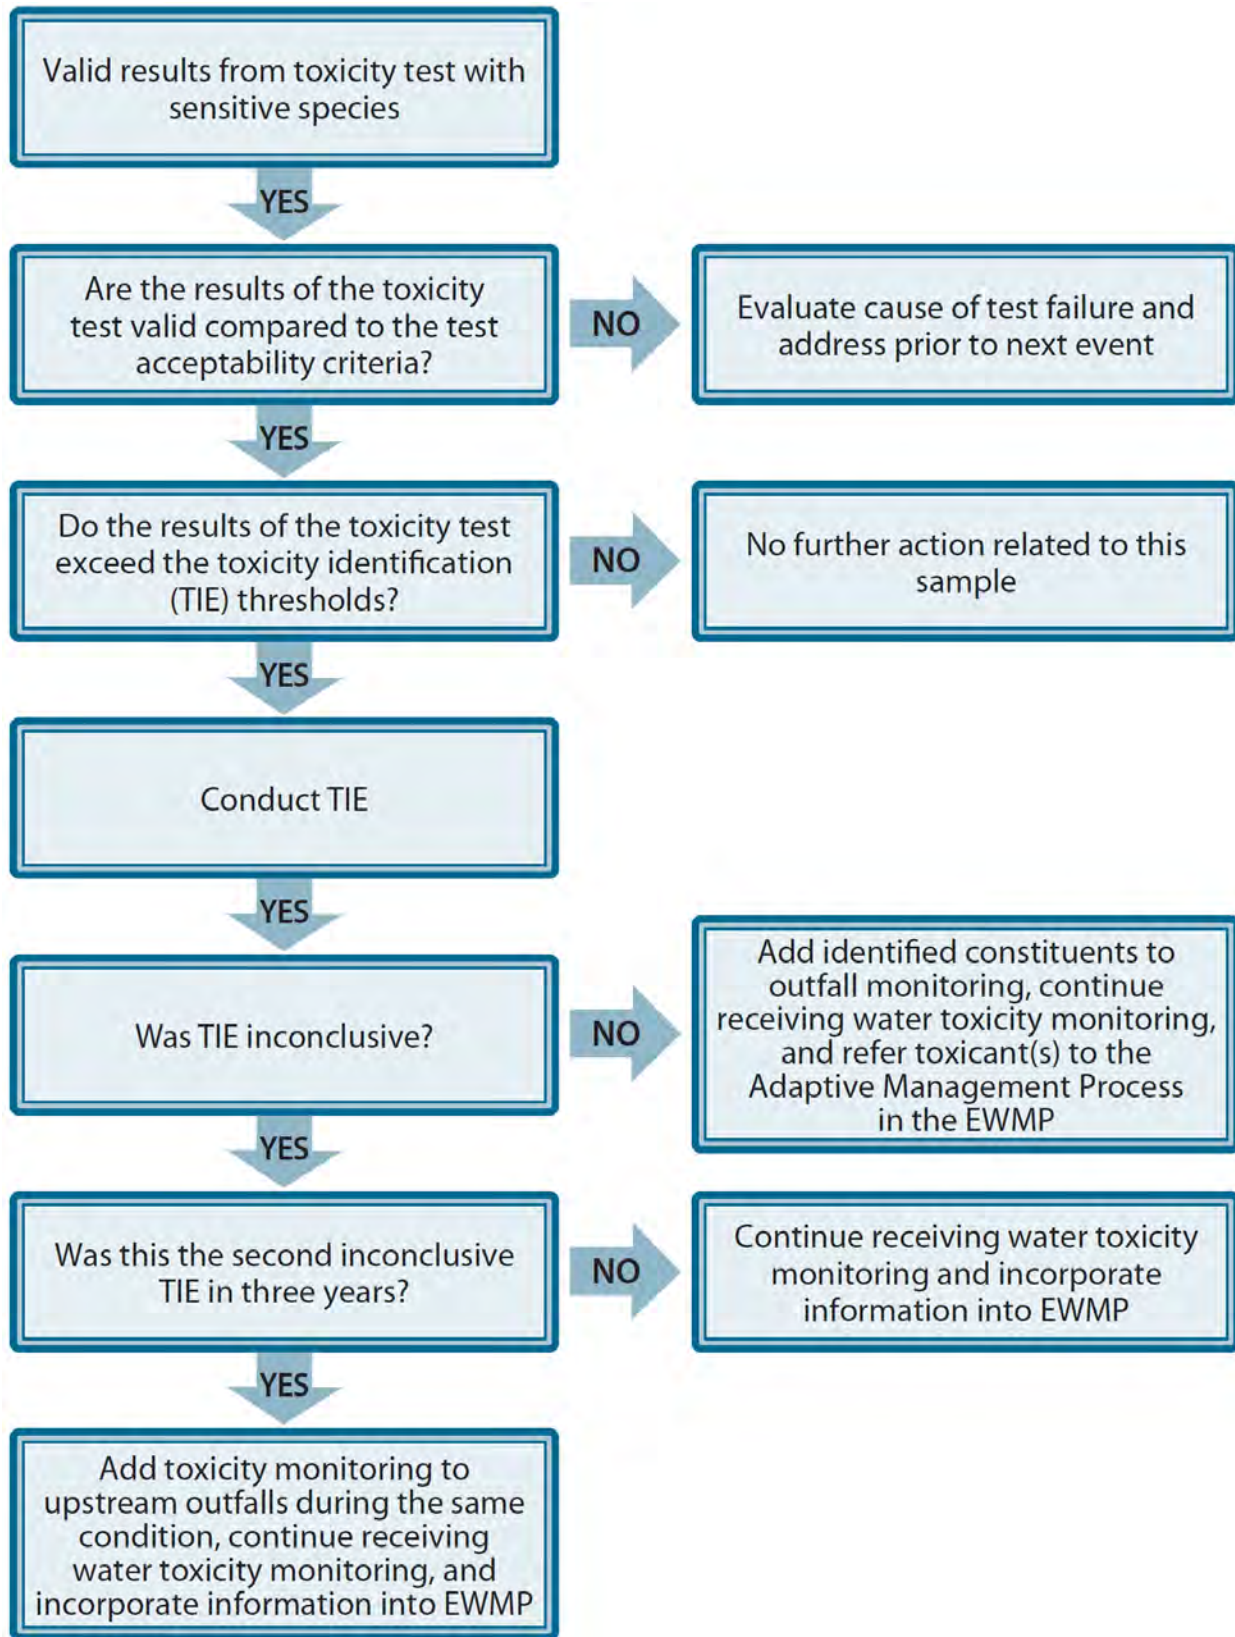 Valid results from toxicity test with
sensitive species
YES
Are the results of the toxicity
test valid compared to the test
acceptability criteria?
NO
Evaluate cause of test failure and
address prior to next event
YES
Do the results of the toxicity test
exceed the toxicity identification
(TIE) thresholds?
NO
No further action related to this
sample
YES
Conduct TIE
YES
Was TIE inconclusive?
NO
Add identified constituents to
outfall monitoring, continue
receiving water toxicity monitoring,
and refer toxicant(s) to the
Adaptive Management Process
in the EWMP
YES
Was this the second inconclusive
TIE in three years?
NO
Continue receiving water toxicity
monitoring and incorporate
information into EWMP
YES
Add toxicity monitoring to
upstream outfalls during the same
condition, continue receiving
water toxicity monitoring, and
incorporate information into EWMP